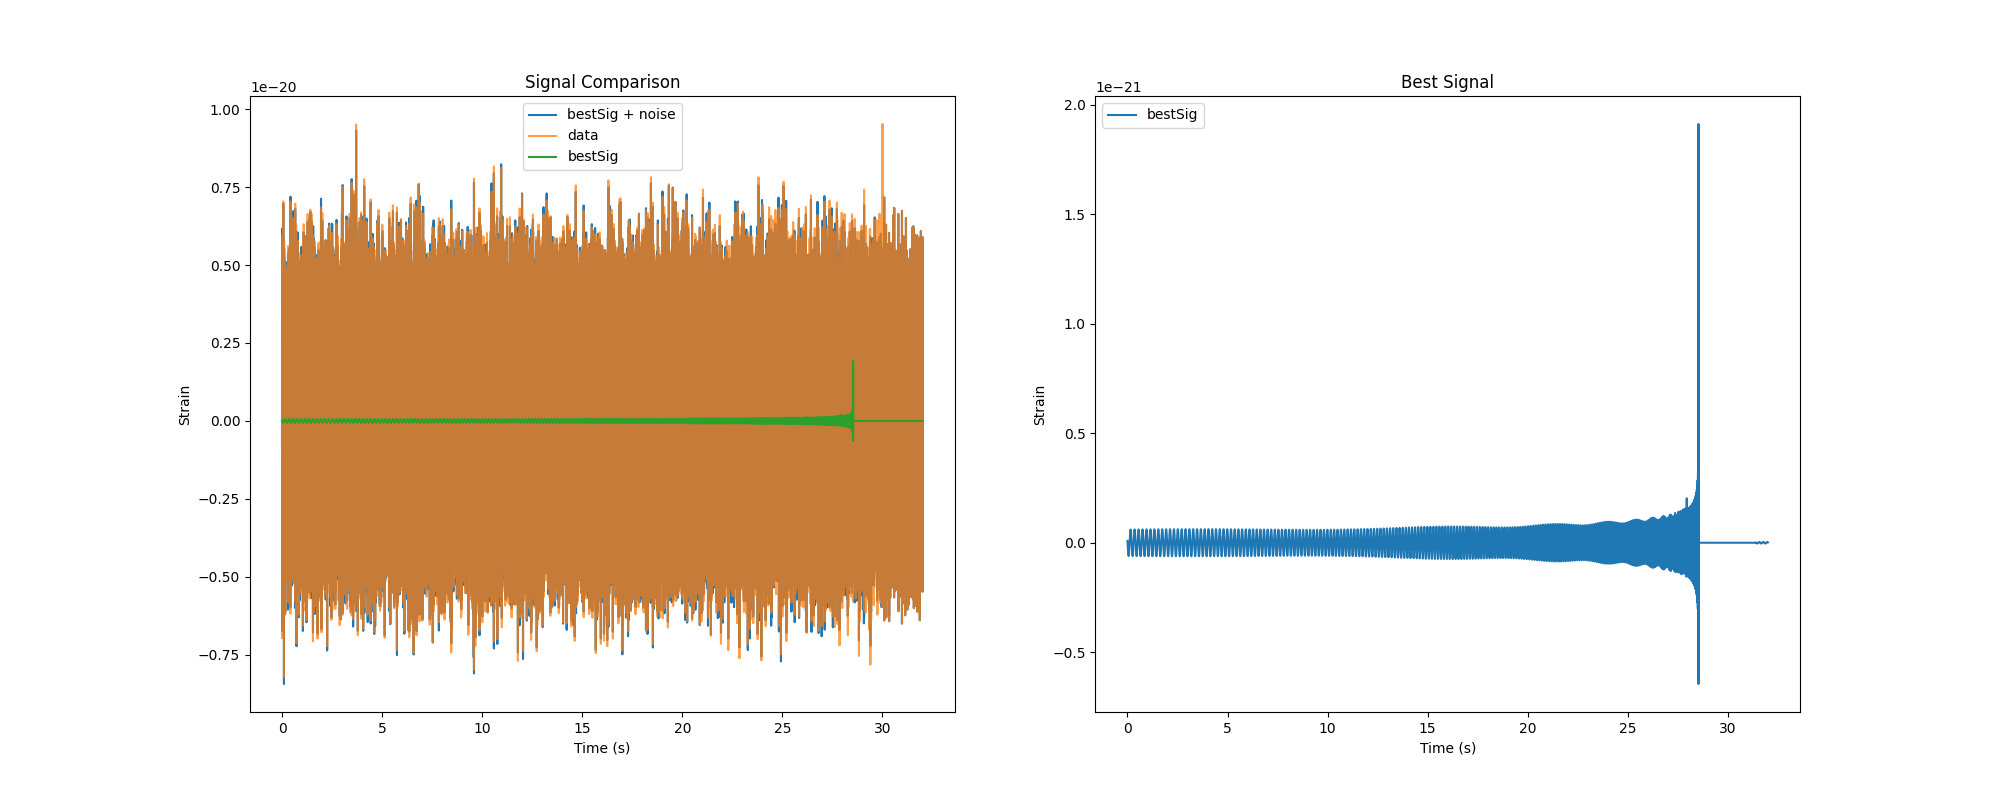 Signal Comparison
1e−20
bestSig + noise
data
bestSig
1.00
0.75
0.50
0.25
0.00
−0.25
−0.50
−0.75
Strain
0
5
10
15
20
25
30
Time (s)
Best Signal
1e−21
bestSig
2.0
1.5
1.0
0.5
0.0
−0.5
Strain
0
5
10
15
20
25
30
Time (s)